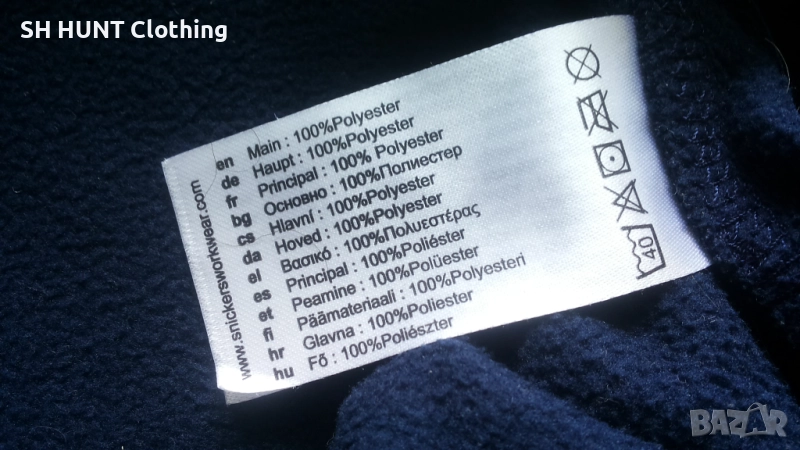 SH HUNT Clothing
www.snickersworkwear.com
en Main : 100%Polyester
de Haupt : 100%Polyester
fr Principal : 100% Polyester
bg Основно : 100%Полиестер
cs Hlavní : 100%Polyester
da Hoved : 100%Polyester
el Βασικό : 100%Πολυεστέρας
es Principal : 100%Poliéster
et Peamine : 100%Polüester
fi Päämateriaali : 100%Polyesteri
hr Glavna : 100%Poliester
hu Fő : 100%Poliészter
40
BAZAR